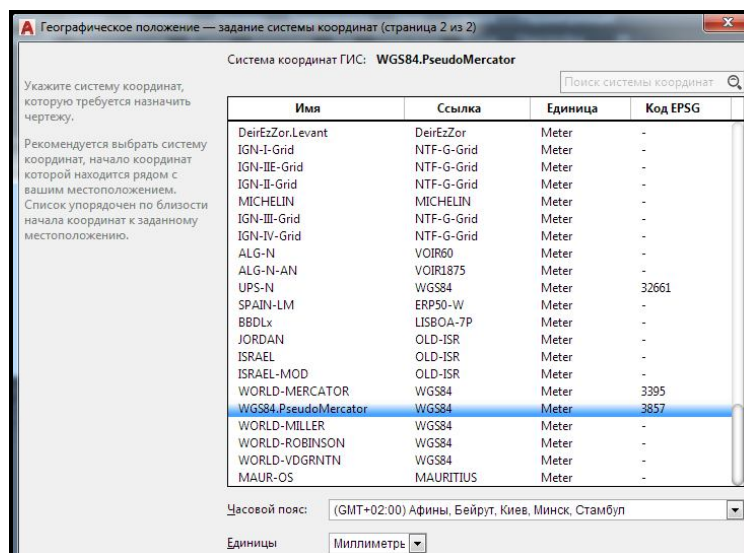 Географическое положение — задание системы координат (страница 2 из 2)
Система координат ГИС: WGS84.PseudoMercator
Поиск системы координат
Укажите систему координат,
которую требуется назначить
чертежу.
Рекомендуется выбрать систему
координат, начало координат
которой находится рядом с
вашим местоположением.
Список упорядочен по близости
начала координат к заданному
местоположению.
Имя Ссылка Единица Код EPSG
DeirEzZor.Levant DeirEzZor Meter -
IGN-I-Grid NTF-G-Grid Meter -
IGN-IIE-Grid NTF-G-Grid Meter -
IGN-II-Grid NTF-G-Grid Meter -
MICHELIN MICHELIN Meter -
IGN-III-Grid NTF-G-Grid Meter -
IGN-IV-Grid NTF-G-Grid Meter -
ALG-N VOIR60 Meter -
ALG-N-AN VOIR1875 Meter -
UPS-N WGS84 Meter 32661
SPAIN-LM ERP50-W Meter -
BBDLx LISBOA-7P Meter -
JORDAN OLD-ISR Meter -
ISRAEL OLD-ISR Meter -
ISRAEL-MOD OLD-ISR Meter -
WORLD-MERCATOR WGS84 Meter 3395
WGS84.PseudoMercator WGS84 Meter 3857
WORLD-MILLER WGS84 Meter -
WORLD-ROBINSON WGS84 Meter -
WORLD-VDGRNTN WGS84 Meter -
MAUR-OS MAURITIUS Meter -
Часовой пояс: (GMT+02:00) Афины, Бейрут, Киев, Минск, Стамбул
Единицы Миллиметры